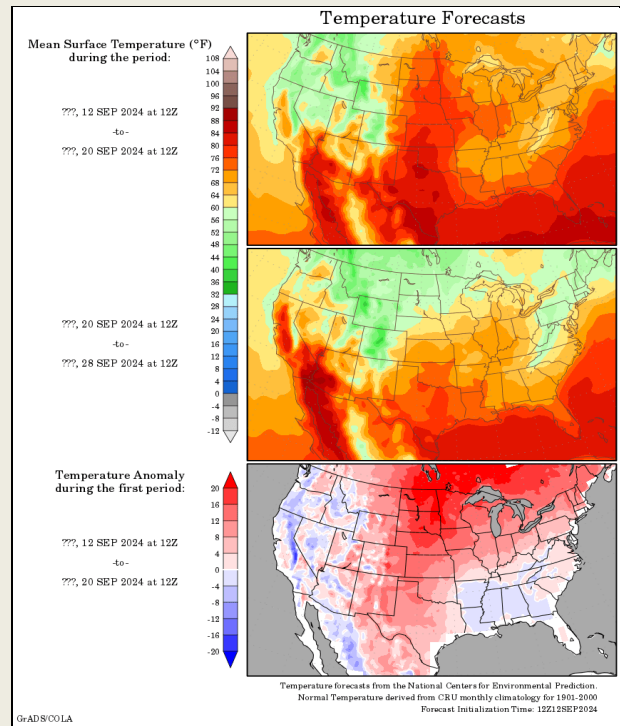 Temperature Forecasts
Mean Surface Temperature (°F)
during the period:
???, 12 SEP 2024 at 12Z
-to-
???, 20 SEP 2024 at 12Z
108
104
100
96
92
88
84
80
76
72
68
64
60
56
52
48
44
40
36
32
28
24
20
16
12
8
4
0
-4
-8
-12
???, 20 SEP 2024 at 12Z
-to-
???, 28 SEP 2024 at 12Z
Temperature Anomaly
during the first period:
???, 12 SEP 2024 at 12Z
-to-
???, 20 SEP 2024 at 12Z
20
16
12
8
4
0
-4
-8
-12
-16
-20
Temperature forecasts from the National Centers for Environmental Prediction.
Normal Temperature derived from CRU monthly climatology for 1901-2000
Forecast Initialization Time: 12Z12SEP2024
GrADS/COLA